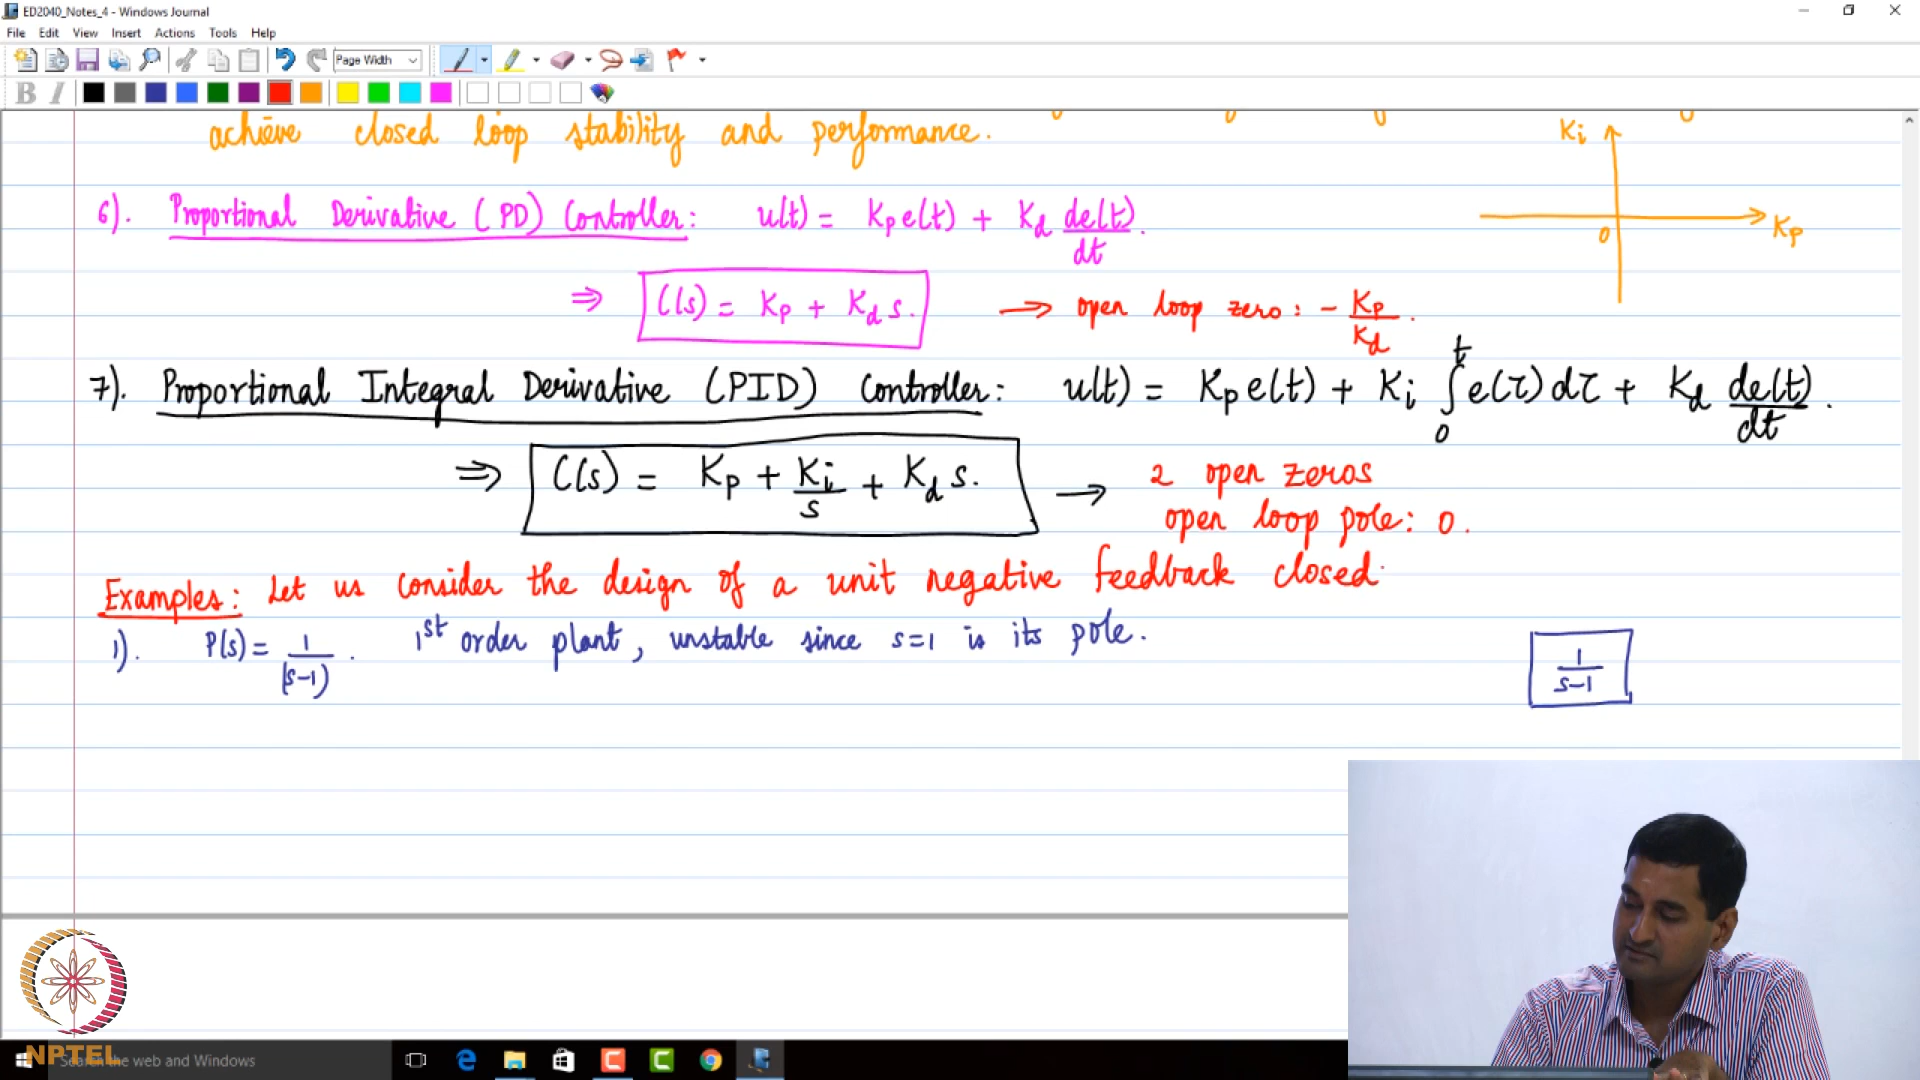 ED2040_Notes_4 - Windows Journal
File Edit View Insert Actions Tools Help
Page Width
B I
achieve closed loop stability and performance.
Ki
0 Kp
6). Proportional Derivative (PD) Controller: u(t) = Kp e(t) + Kd de(t)/dt.
⇒ C(s) = Kp + Kd s. → open loop zero: - Kp/Kd.
7). Proportional Integral Derivative (PID) Controller: u(t) = Kp e(t) + Ki ∫₀ᵗ e(τ) dτ + Kd de(t)/dt.
⇒ C(s) = Kp + Ki/s + Kd s. → 2 open zeros
open loop pole: 0.
Examples: Let us consider the design of a unit negative feedback closed
1). P(s) = 1/(s-1). 1st order plant, unstable since s=1 is its pole.
1/s-1
NPTEL
Search the web and Windows